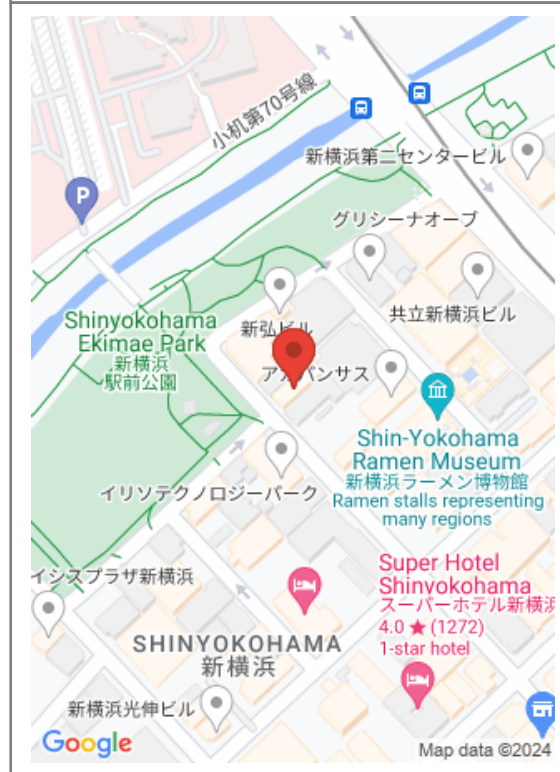 小机第70号線
新横浜第二センタービル
グリシーナオーブ
P
Shinyokohama
Ekimae Park
新横浜
駅前公園
新弘ビル
共立新横浜ビル
Shin-Yokohama
Ramen Museum
新横浜ラーメン博物館
Ramen stalls representing
many regions
イリソテクノロジーパーク
イシスプラザ新横浜
Super Hotel
Shinyokohama
スーパーホテル新横浜
4.0 ★ (1272)
1-star hotel
SHINYOKOHAMA
新横浜
新横浜光伸ビル
Google
Map data ©2024